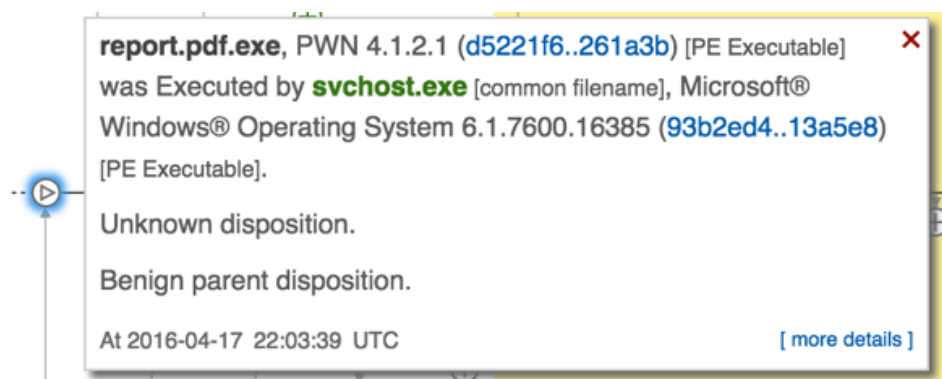 report.pdf.exe, PWN 4.1.2.1 (d5221f6..261a3b) [PE Executable]
was Executed by svchost.exe [common filename], Microsoft®
Windows® Operating System 6.1.7600.16385 (93b2ed4..13a5e8)
[PE Executable].
Unknown disposition.
Benign parent disposition.
At 2016-04-17 22:03:39 UTC
[ more details ]